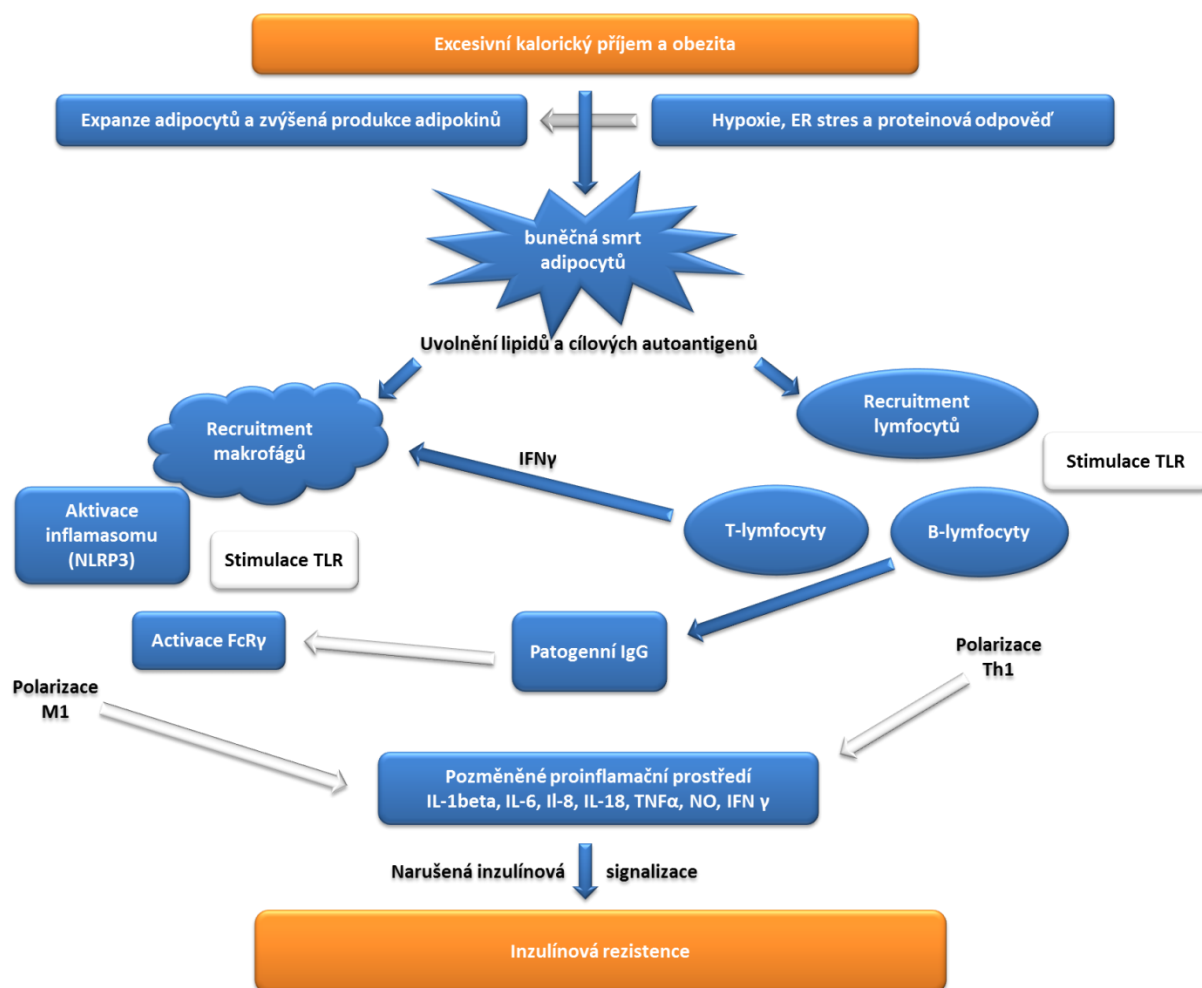 Excesivní kalorický příjem a obezita
Expanze adipocytů a zvýšená produkce adipokinů
Hypoxie, ER stres a proteinová odpověď
buněčná smrt
adipocytů
Uvolnění lipidů a cílových autoantigenů
Recruitment
makrofágů
Recruitment
lymfocytů
IFNγ
Stimulace TLR
Aktivace
inflamasomu
(NLRP3)
Stimulace TLR
T-lymfocyty
B-lymfocyty
Activace FcRγ
Patogenní IgG
Polarizace
Th1
Polarizace
M1
Pozměněné proinflamační prostředí
IL-1beta, IL-6, Il-8, IL-18, TNFα, NO, IFN γ
Narušená inzulínová signalizace
Inzulínová rezistence